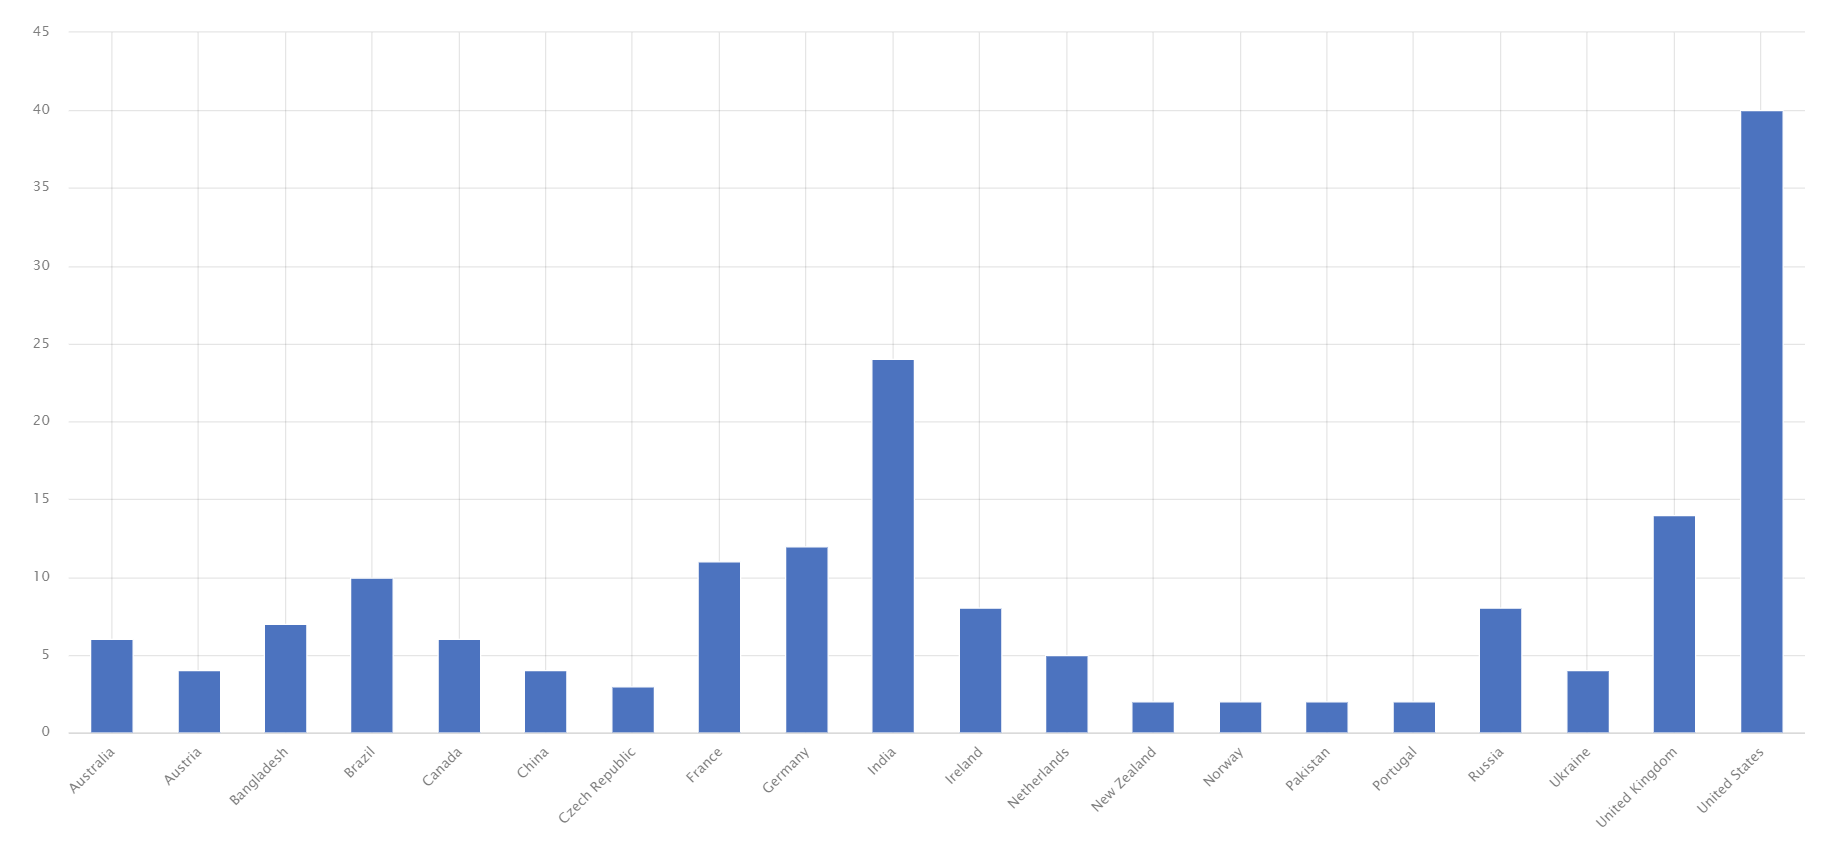 45
40
35
30
25
20
15
10
5
0
Australia
Austria
Bangladesh
Brazil
Canada
China
Czech Republic
France
Germany
India
Ireland
Netherlands
New Zealand
Norway
Pakistan
Portugal
Russia
Ukraine
United Kingdom
United States